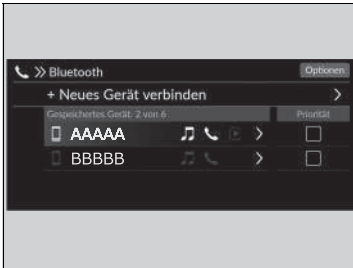 Bluetooth
Optionen
+ Neues Gerät verbinden
Gespeichertes Gerät: 2 von 6
Priorität
AAAAA
BBBBB